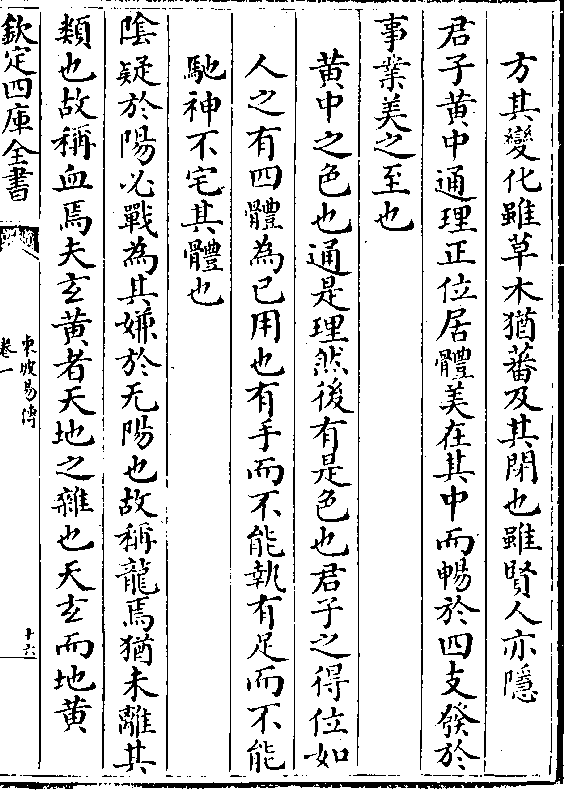 方其變化雖草木猶蕃及其閉也雖賢人亦隱
君子黄中通理正位居體美在其中而暢於四支發於
事業美之至也
黄中之色也通是理然後有是色也君子之得位如
人之有四體為已用也有手而不能執有足而不能
馳神不宅其體也
陰疑於陽必戰為其嫌於无陽也故稱龍焉猶未離其
類也故稱血焉夫玄黄者天地之雜也天玄而地黄
欽定四庫全書
東坡易傳
卷一
十六